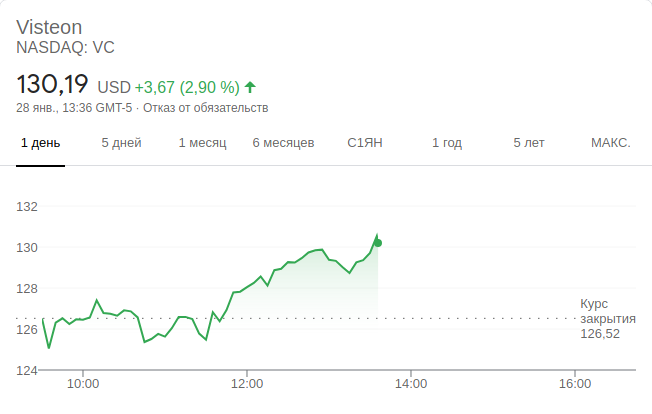 Visteon
NASDAQ: VC
130,19 USD +3,67 (2,90 %)
28 янв., 13:36 GMT-5 · Отказ от обязательств
1 день 5 дней 1 месяц 6 месяцев С1ЯН 1 год 5 лет МАКС.
132
130
128
126
124
Курс
закрытия
126,52
10:00 12:00 14:00 16:00